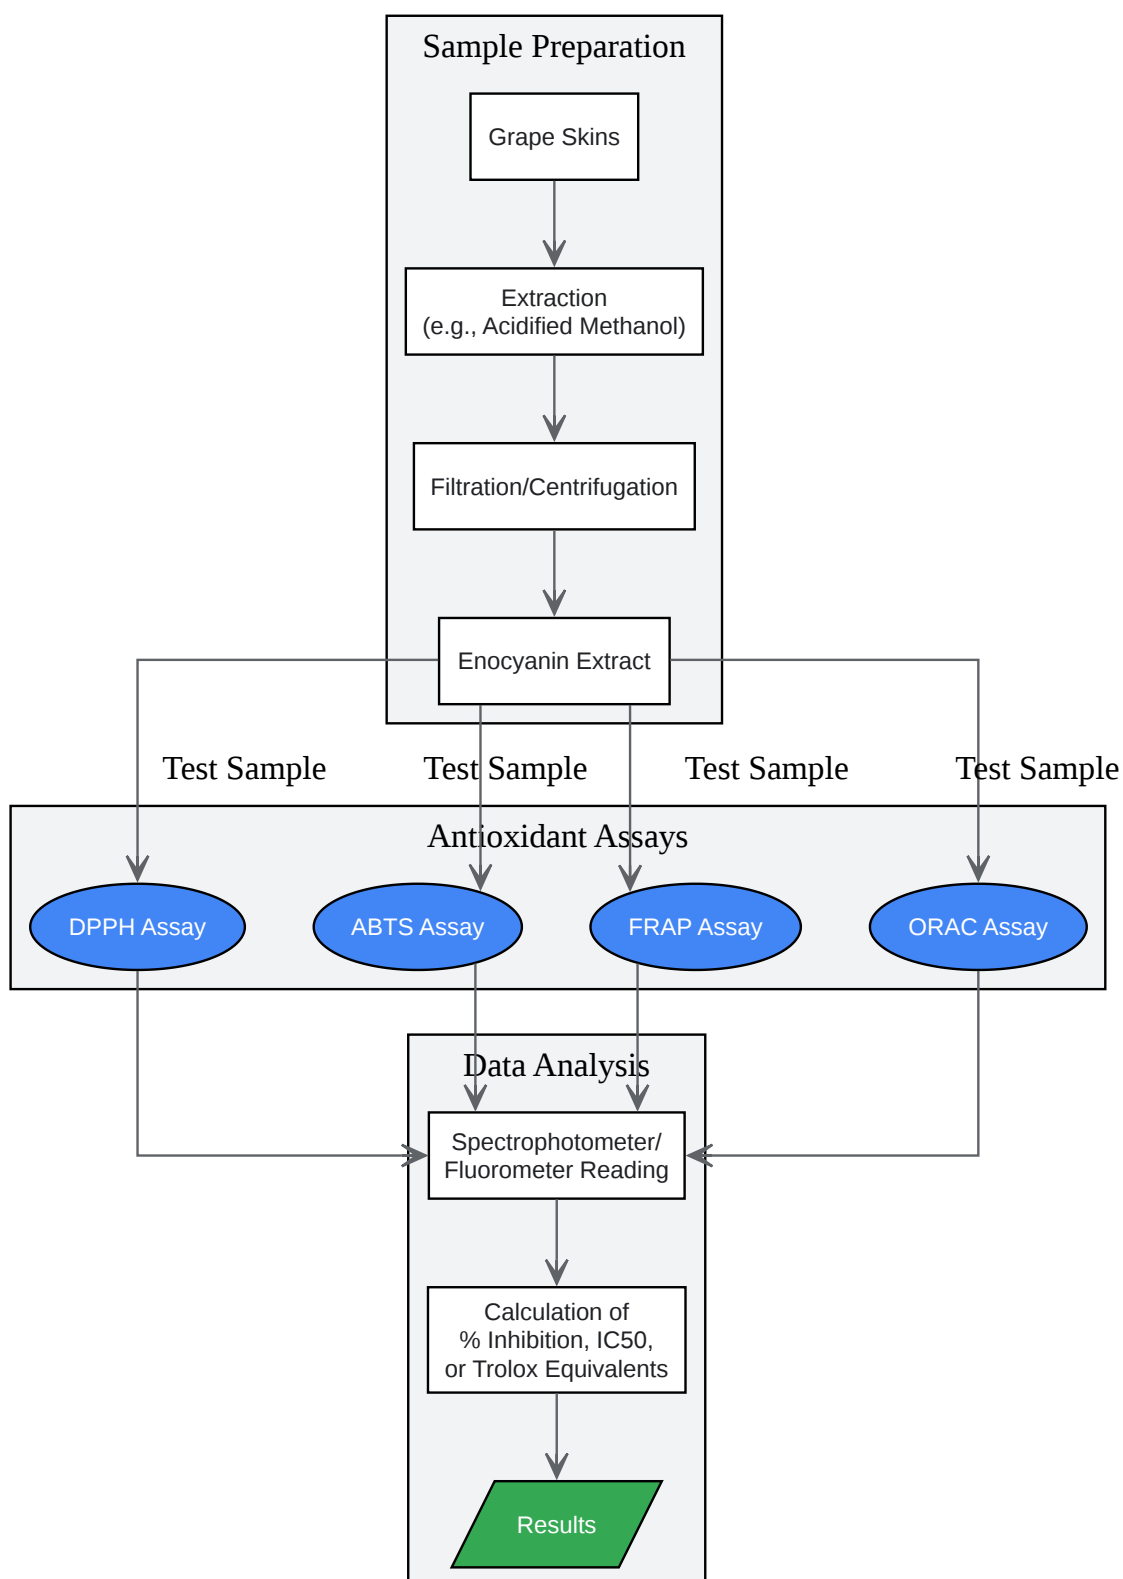 Sample Preparation
Grape Skins
Extraction
(e.g., Acidified Methanol)
Filtration/Centrifugation
Enocyanin Extract
Test Sample
Test Sample
Test Sample
Test Sample
Antioxidant Assays
DPPH Assay
ABTS Assay
FRAP Assay
ORAC Assay
Data Analysis
Spectrophotometer/
Fluorometer Reading
Calculation of
% Inhibition, IC50,
or Trolox Equivalents
Results